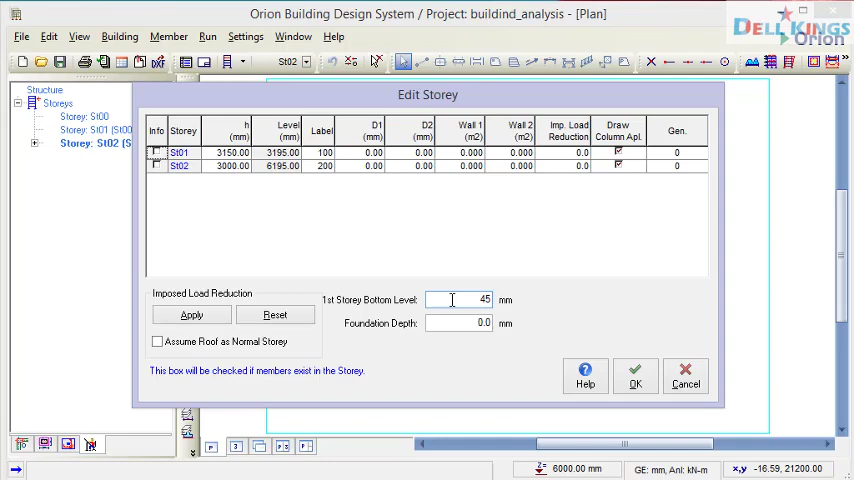 Orion Building Design System / Project: buildind_analysis - [Plan]
DELL KINGS
Orion
File Edit View Building Member Run Settings Window Help
St02
Structure
Storeys
Storey: St00
Storey: St01 (St00
Storey: St02 (S
Edit Storey
Info Storey h (mm) Level (mm) Label D1 (mm) D2 (mm) Wall 1 (m2) Wall 2 (m2) Imp. Load Reduction Draw Column Apl. Gen.
St01 3150.00 3195.00 100 0.00 0.00 0.000 0.000 0.0 0
St02 3000.00 6195.00 200 0.00 0.00 0.000 0.000 0.0 0
Imposed Load Reduction
Apply Reset
Assume Roof as Normal Storey
1st Storey Bottom Level: 45 mm
Foundation Depth: 0.0 mm
This box will be checked if members exist in the Storey.
Help OK Cancel
Z= 6000.00 mm GE: mm, Anl: kN-m x,y -16.59, 21200.00